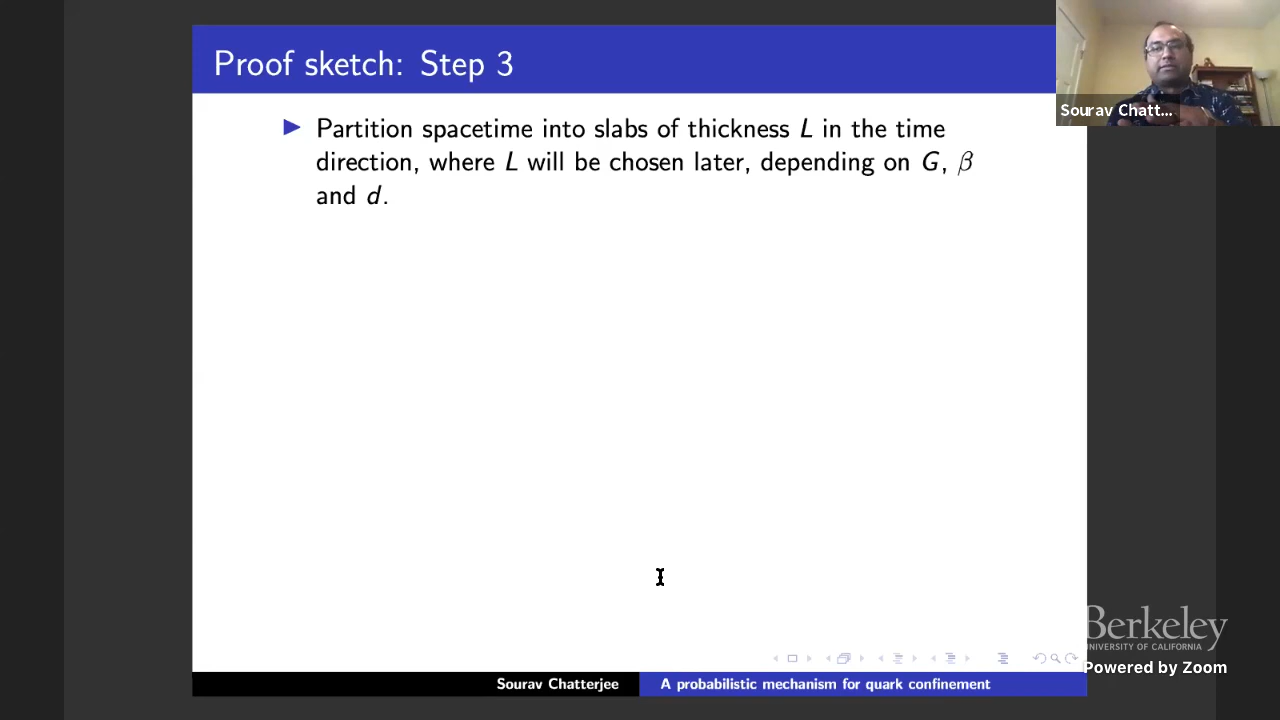 Proof sketch: Step 3
Sourav Chatt...
▶ Partition spacetime into slabs of thickness L in the time
direction, where L will be chosen later, depending on G, β
and d.
Berkeley
UNIVERSITY OF CALIFORNIA
Powered by Zoom
Sourav Chatterjee
A probabilistic mechanism for quark confinement